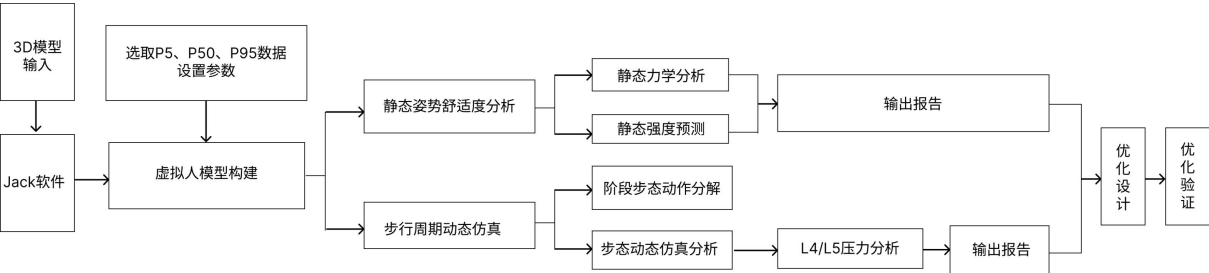 3D模型
输入
选取P5、P50、P95数据
设置参数
Jack软件
虚拟人模型构建
静态姿势舒适度分析
静态力学分析
静态强度预测
输出报告
步行周期动态仿真
阶段步态动作分解
步态动态仿真分析
L4/L5压力分析
输出报告
优
化
设
计
优
化
验
证